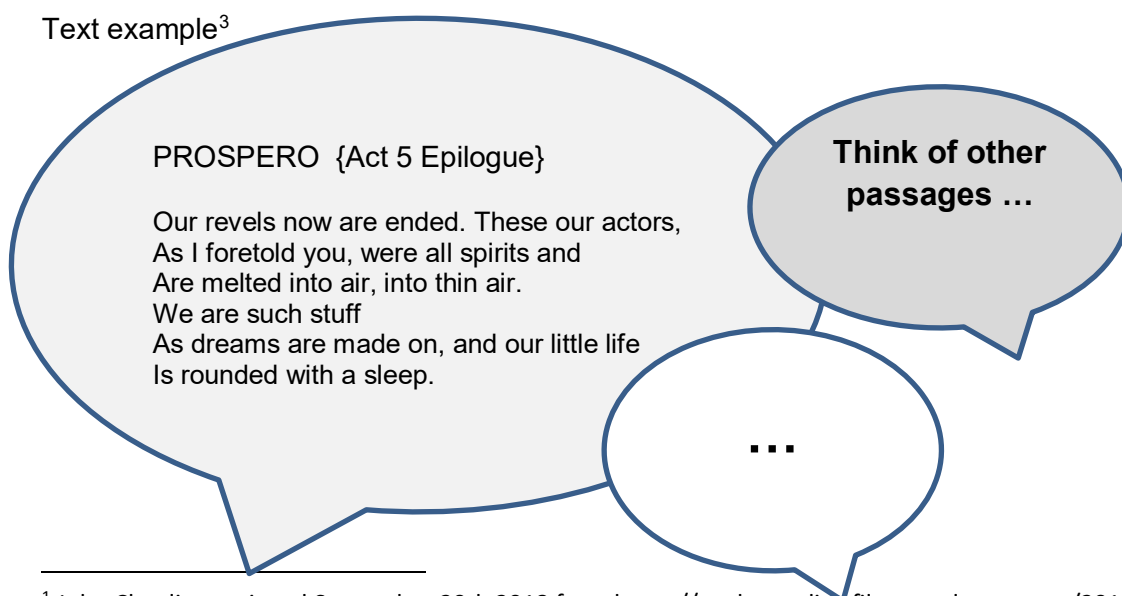 Text example³
PROSPERO {Act 5 Epilogue}
Our revels now are ended. These our actors,
As I foretold you, were all spirits and
Are melted into air, into thin air.
We are such stuff
As dreams are made on, and our little life
Is rounded with a sleep.
Think of other
passages …
…